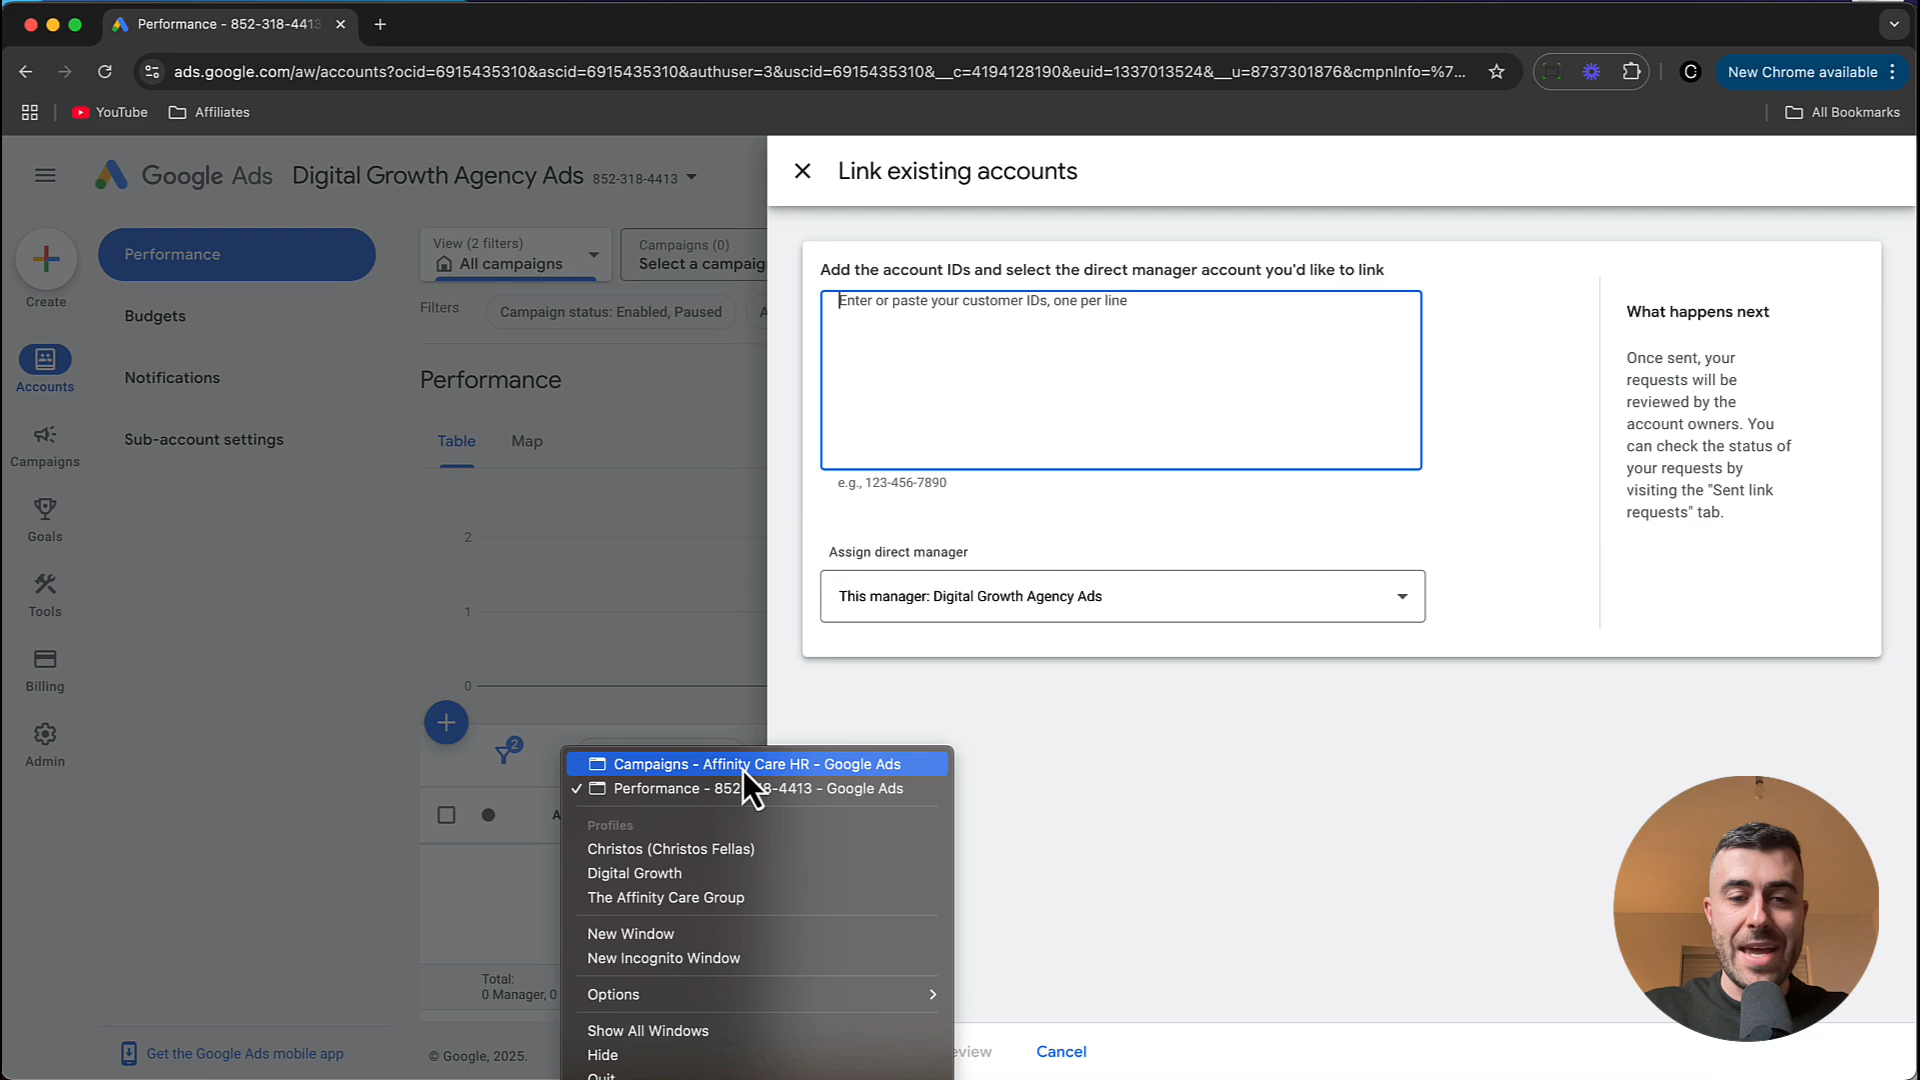 Performance - 852-318-4413
ads.google.com/aw/accounts?ocid=6915435310&ascid=6915435310&authuser=3&uscid=6915435310&__c=4194128190&euid=1337013524&__u=8737301876&cmpnInfo=%7...
C
New Chrome available
YouTube
Affiliates
All Bookmarks
Google Ads
Digital Growth Agency Ads 852-318-4413
Link existing accounts
Create
Accounts
Campaigns
Goals
Tools
Billing
Admin
Performance
Budgets
Notifications
Sub-account settings
Get the Google Ads mobile app
View (2 filters)
All campaigns
Campaigns (0)
Select a campaig
Filters
Campaign status: Enabled, Paused
A
Performance
Table
Map
2
1
0
2
A
Total:
0 Manager, 0
© Google, 2025.
Add the account IDs and select the direct manager account you'd like to link
Enter or paste your customer IDs, one per line
e.g., 123-456-7890
Assign direct manager
This manager: Digital Growth Agency Ads
What happens next
Once sent, your
requests will be
reviewed by the
account owners. You
can check the status of
your requests by
visiting the "Sent link
requests" tab.
Campaigns - Affinity Care HR - Google Ads
Performance - 852-318-4413 - Google Ads
Profiles
Christos (Christos Fellas)
Digital Growth
The Affinity Care Group
New Window
New Incognito Window
Options
Show All Windows
Hide
Quit
eview
Cancel